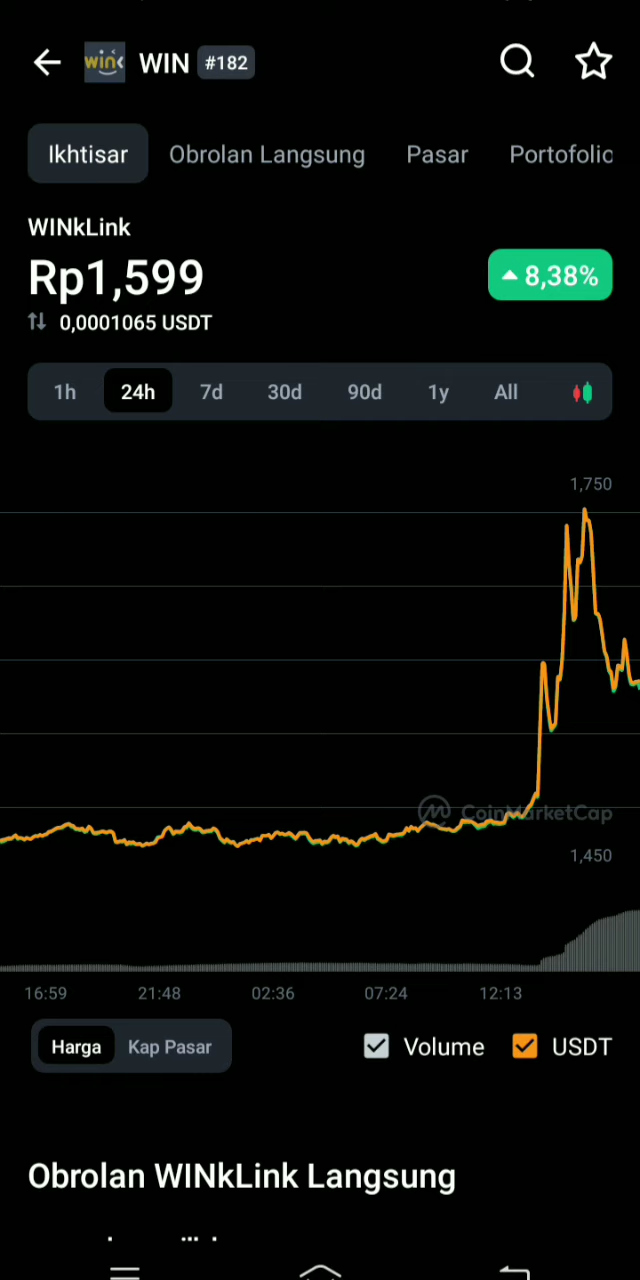 WIN #182
Ikhtisar Obrolan Langsung Pasar Portofolio
WINkLink
Rp1,599
8,38%
0,0001065 USDT
1h 24h 7d 30d 90d 1y All
1,750
CoinMarketCap
1,450
16:59 21:48 02:36 07:24 12:13
Harga Kap Pasar Volume USDT
Obrolan WINkLink Langsung